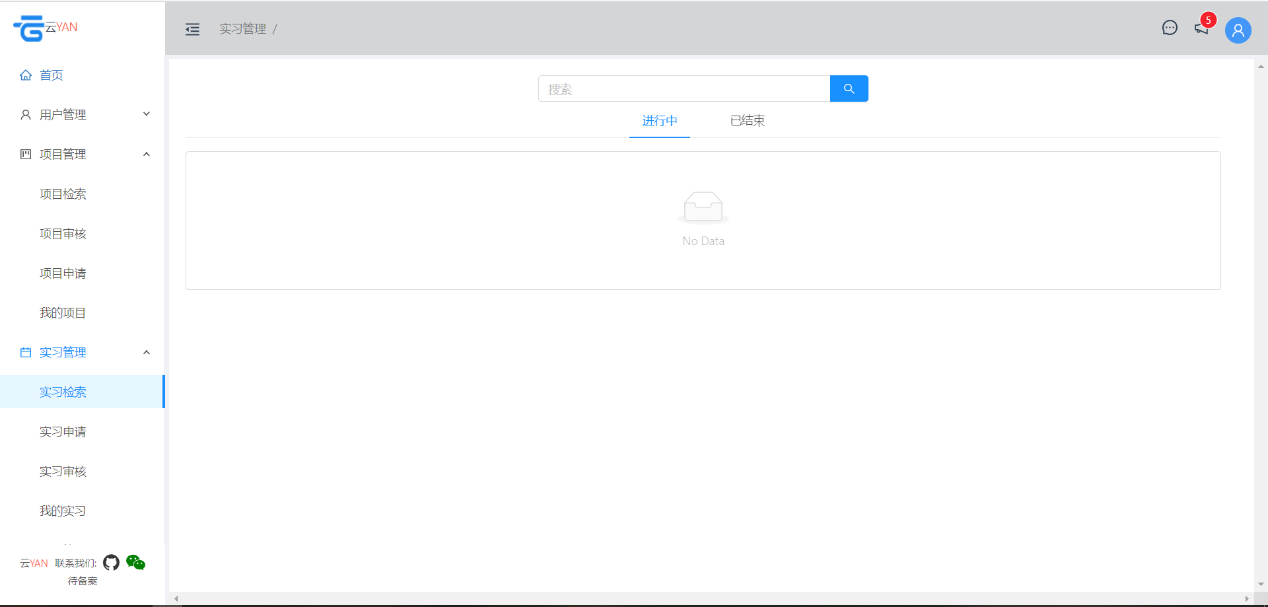 云YAN
首页
用户管理
项目管理
项目检索
项目审核
项目申请
我的项目
实习管理
实习检索
实习申请
实习审核
我的实习
云YAN 联系我们:
待备案
实习管理 /
5
搜索
进行中 已结束
No Data